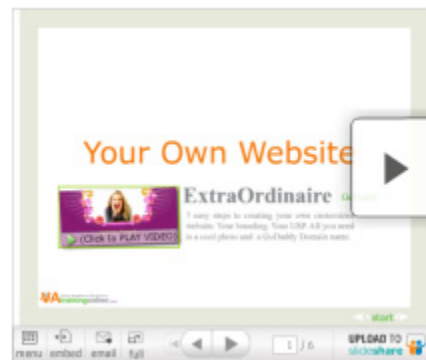 Your Own Website
ExtraOrdinaire
7 easy steps to creating your own customized
website. Your branding. Your USP. All you need
is a cool photo and a GoDaddy Domain name.
(Click to PLAY VIDEO)
start
menu embed email full
1 / 6
UPLOAD TO
slideshare